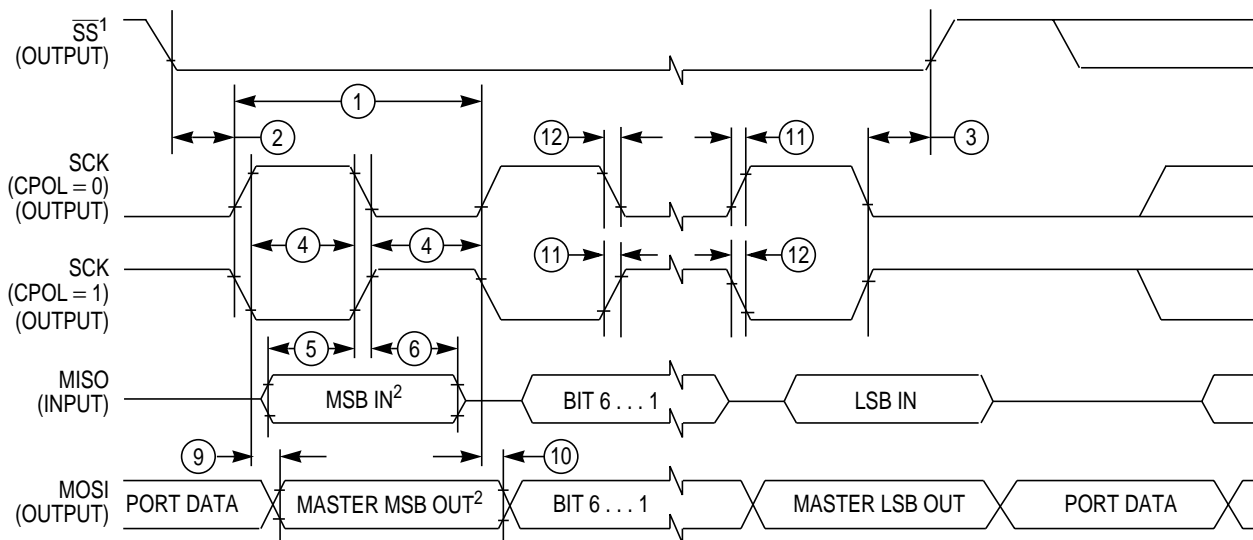 SS¹
(OUTPUT)
1
2
12
11
3
SCK
(CPOL = 0)
(OUTPUT)
4
4
SCK
(CPOL = 1)
(OUTPUT)
11
12
5
6
MISO
(INPUT)
MSB IN²
BIT 6 . . . 1
LSB IN
9
10
MOSI
(OUTPUT)
PORT DATA
MASTER MSB OUT²
BIT 6 . . . 1
MASTER LSB OUT
PORT DATA